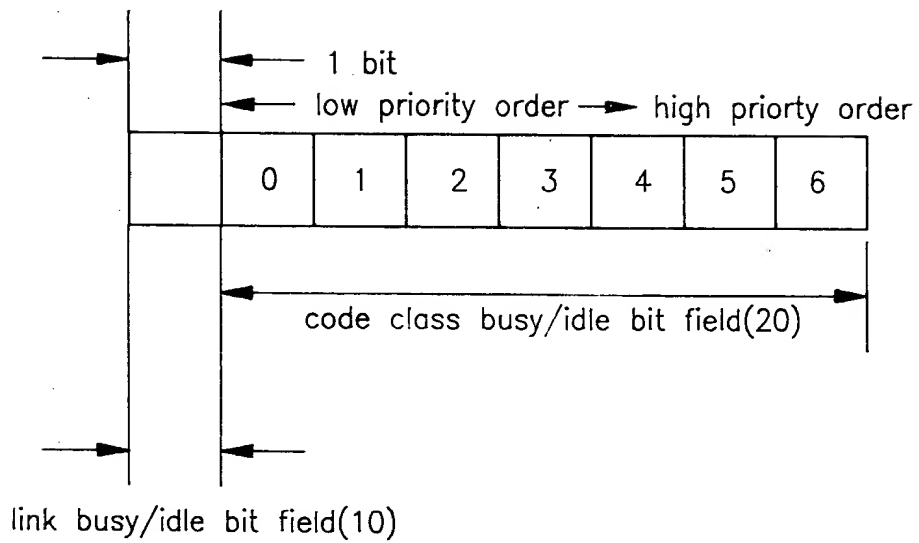 1 bit
low priority order high priorty order
0 1 2 3 4 5 6
code class busy/idle bit field(20)
link busy/idle bit field(10)